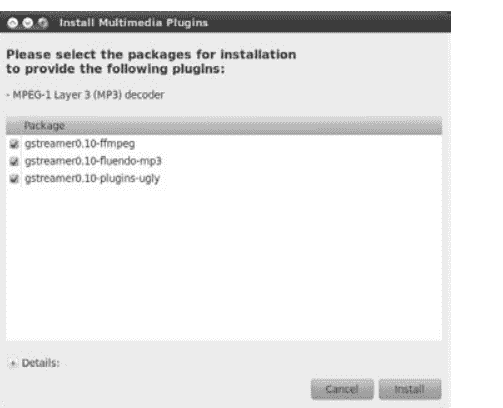 Install Multimedia Plugins
Please select the packages for installation
to provide the following plugins:
- MPEG-1 Layer 3 (MP3) decoder
Package
gstreamer0.10-ffmpeg
gstreamer0.10-fluendo-mp3
gstreamer0.10-plugins-ugly
Details:
Cancel
Install